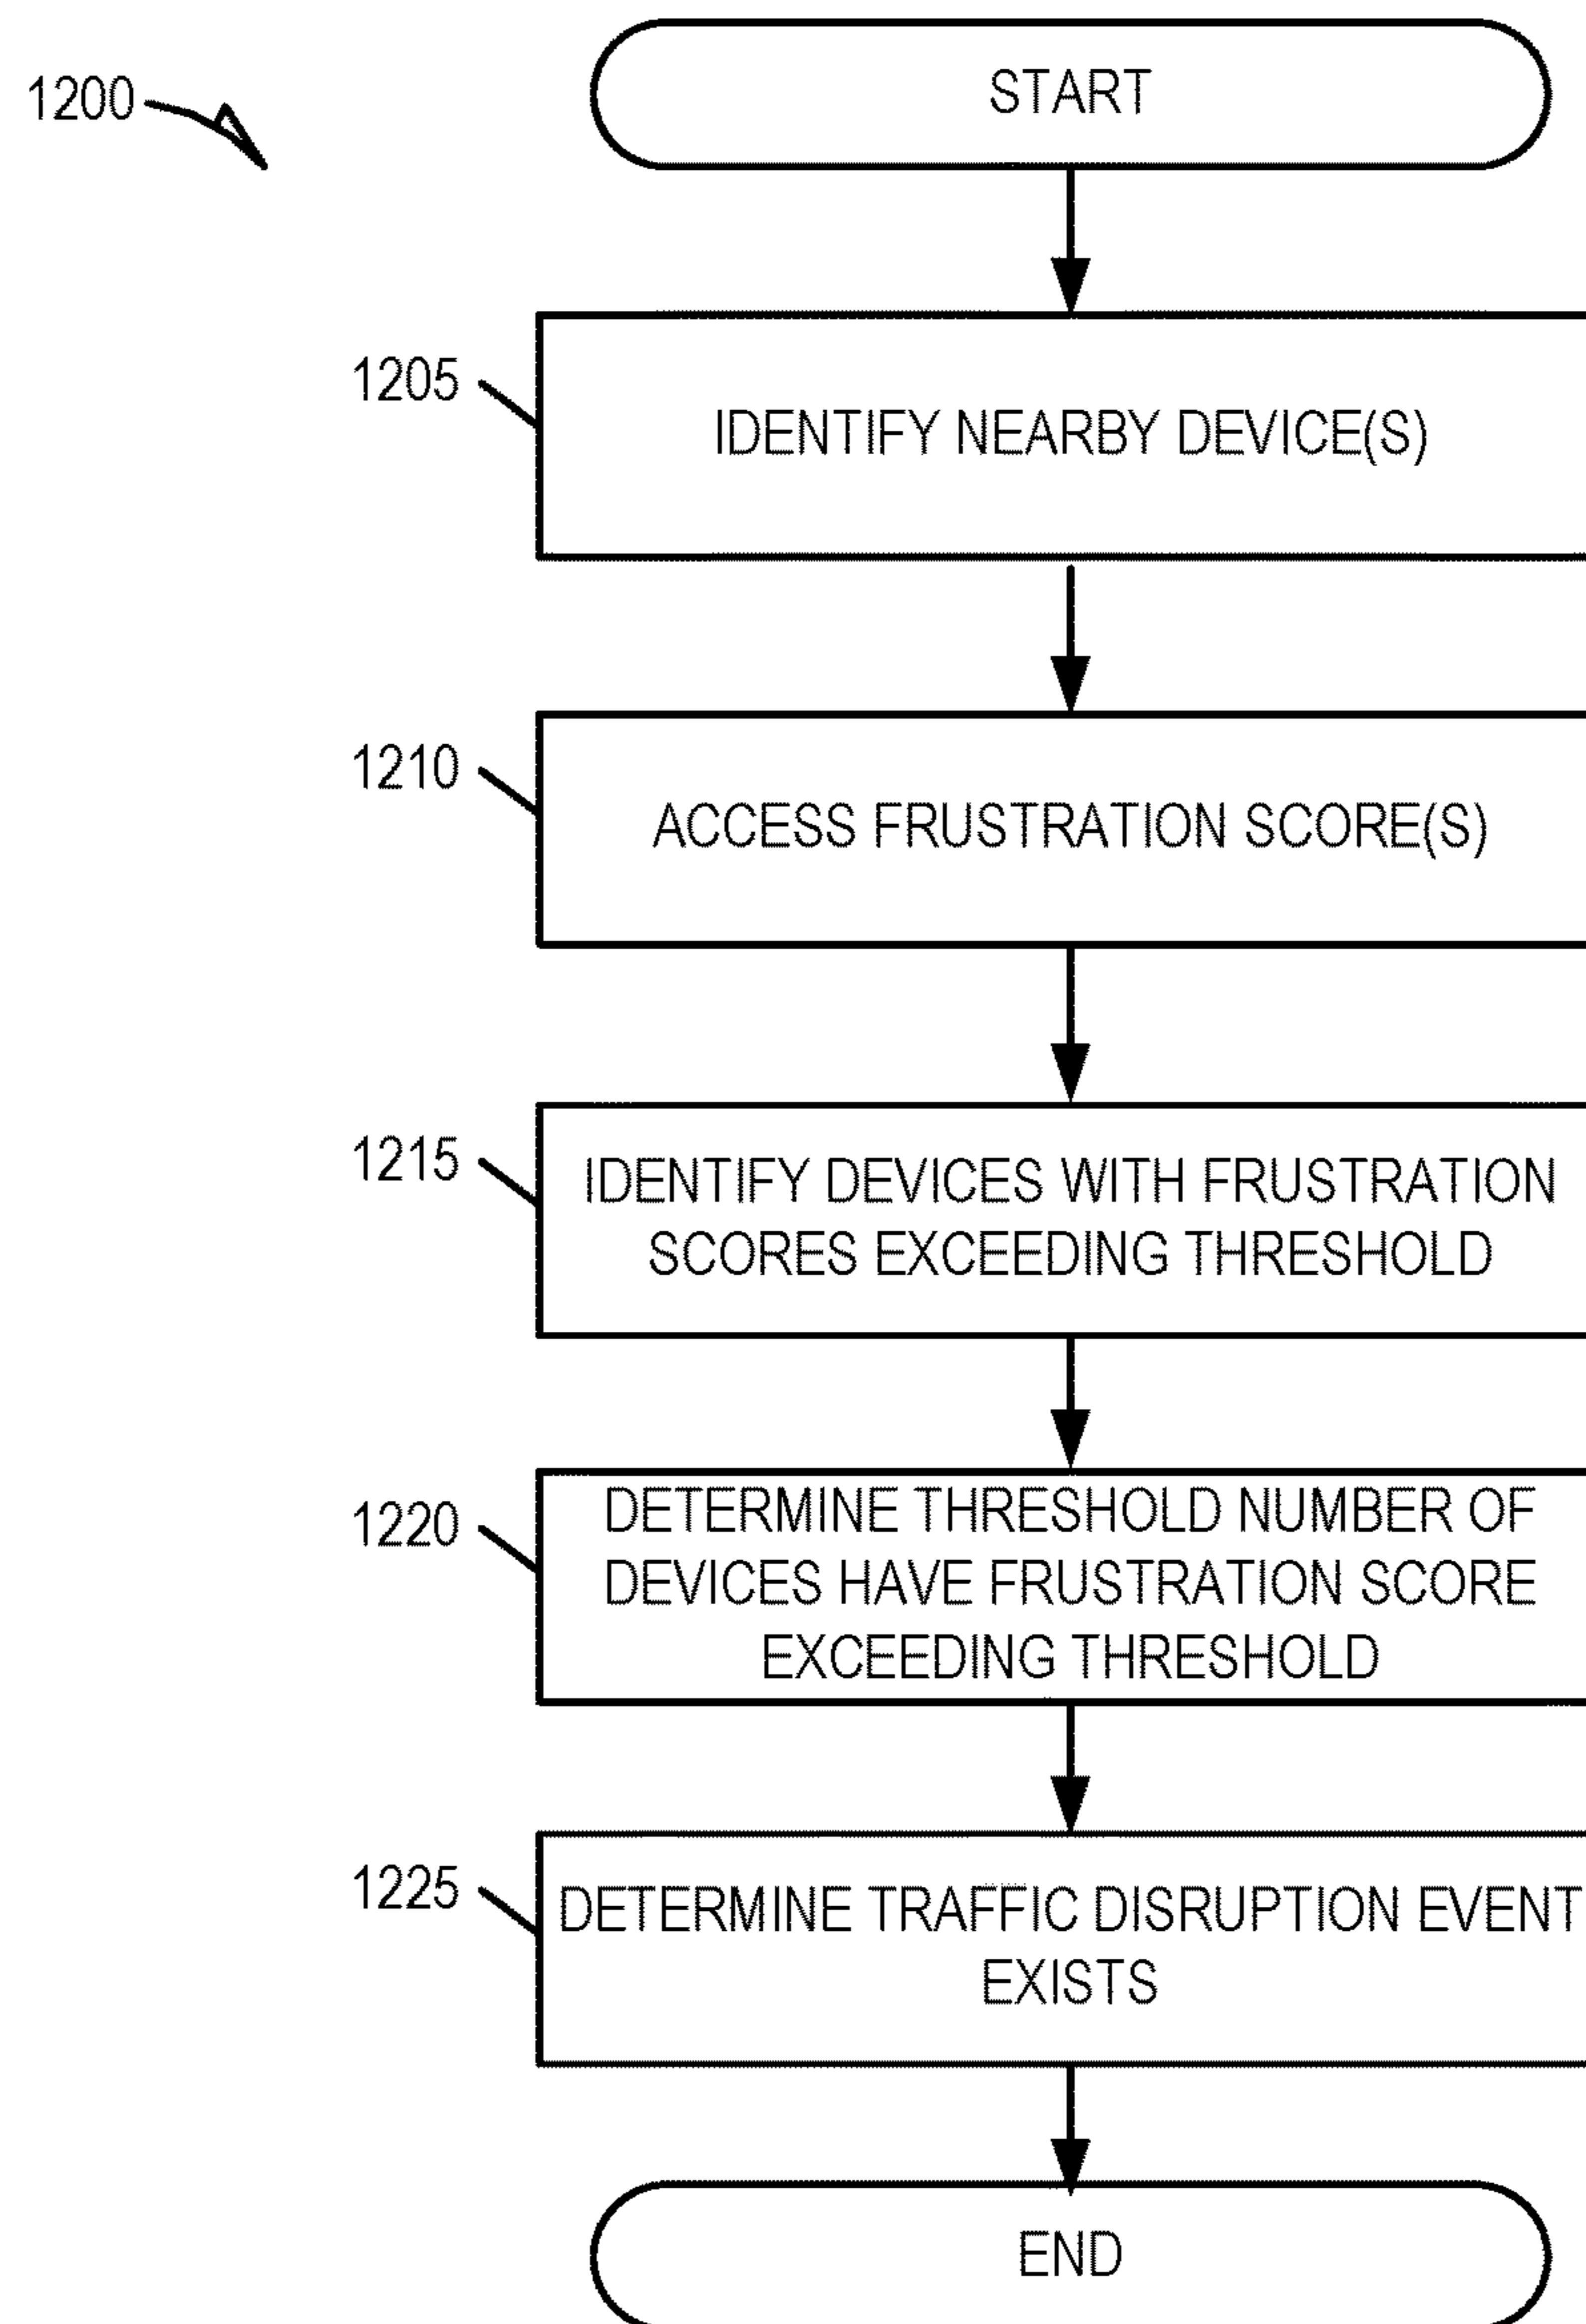 1200
START
1205
IDENTIFY NEARBY DEVICE(S)
1210
ACCESS FRUSTRATION SCORE(S)
1215
IDENTIFY DEVICES WITH FRUSTRATION
SCORES EXCEEDING THRESHOLD
1220
DETERMINE THRESHOLD NUMBER OF
DEVICES HAVE FRUSTRATION SCORE
EXCEEDING THRESHOLD
1225
DETERMINE TRAFFIC DISRUPTION EVENT
EXISTS
END